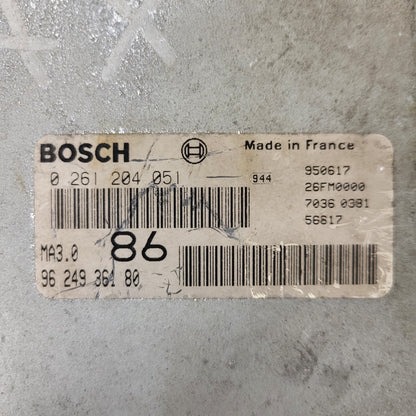 BOSCH Made in France
0 261 204 051 944 950617
26FM0000
7036 0381
56617
MA3.0 86
96 249 361 80